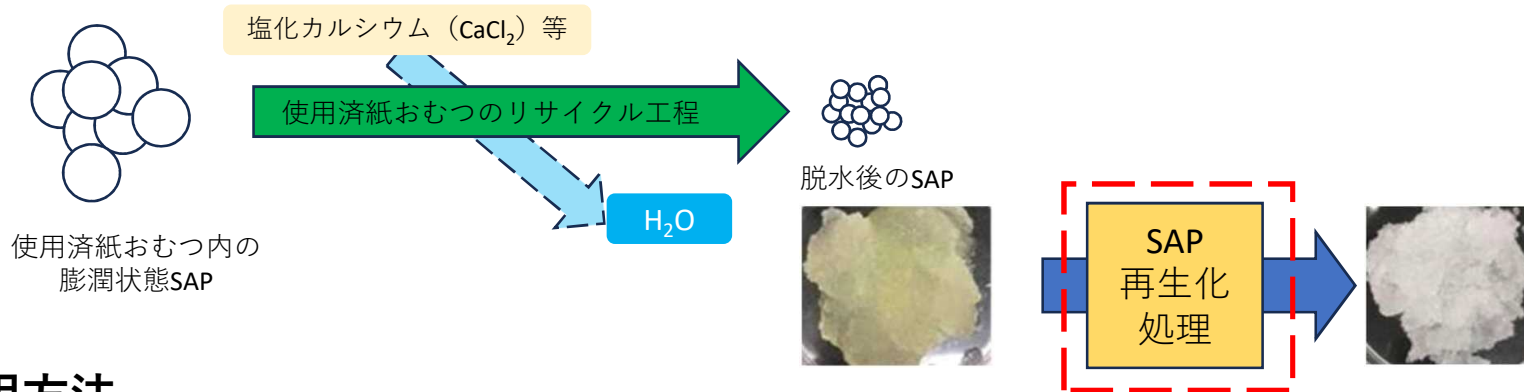 塩化カルシウム（CaCl₂）等
使用済紙おむつのリサイクル工程
脱水後のSAP
H₂O
使用済紙おむつ内の
膨潤状態SAP
SAP
再生化
処理